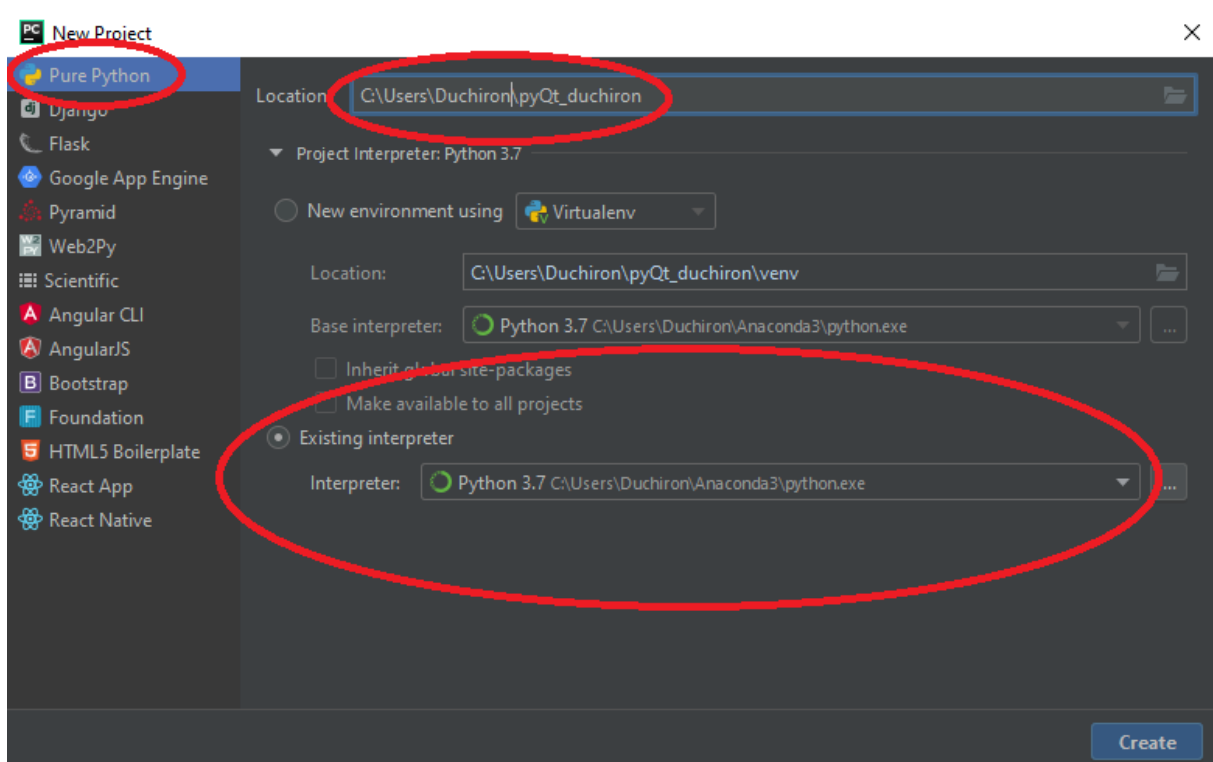 PC New Project
Pure Python
Django
Flask
Google App Engine
Pyramid
Web2Py
Scientific
Angular CLI
AngularJS
Bootstrap
Foundation
HTML5 Boilerplate
React App
React Native
Location: C:\Users\Duchiron\pyQt_duchiron
Project Interpreter: Python 3.7
New environment using Virtualenv
Location: C:\Users\Duchiron\pyQt_duchiron\venv
Base interpreter: Python 3.7 C:\Users\Duchiron\Anaconda3\python.exe ...
Inherit global site-packages
Make available to all projects
Existing interpreter
Interpreter: Python 3.7 C:\Users\Duchiron\Anaconda3\python.exe ...
Create